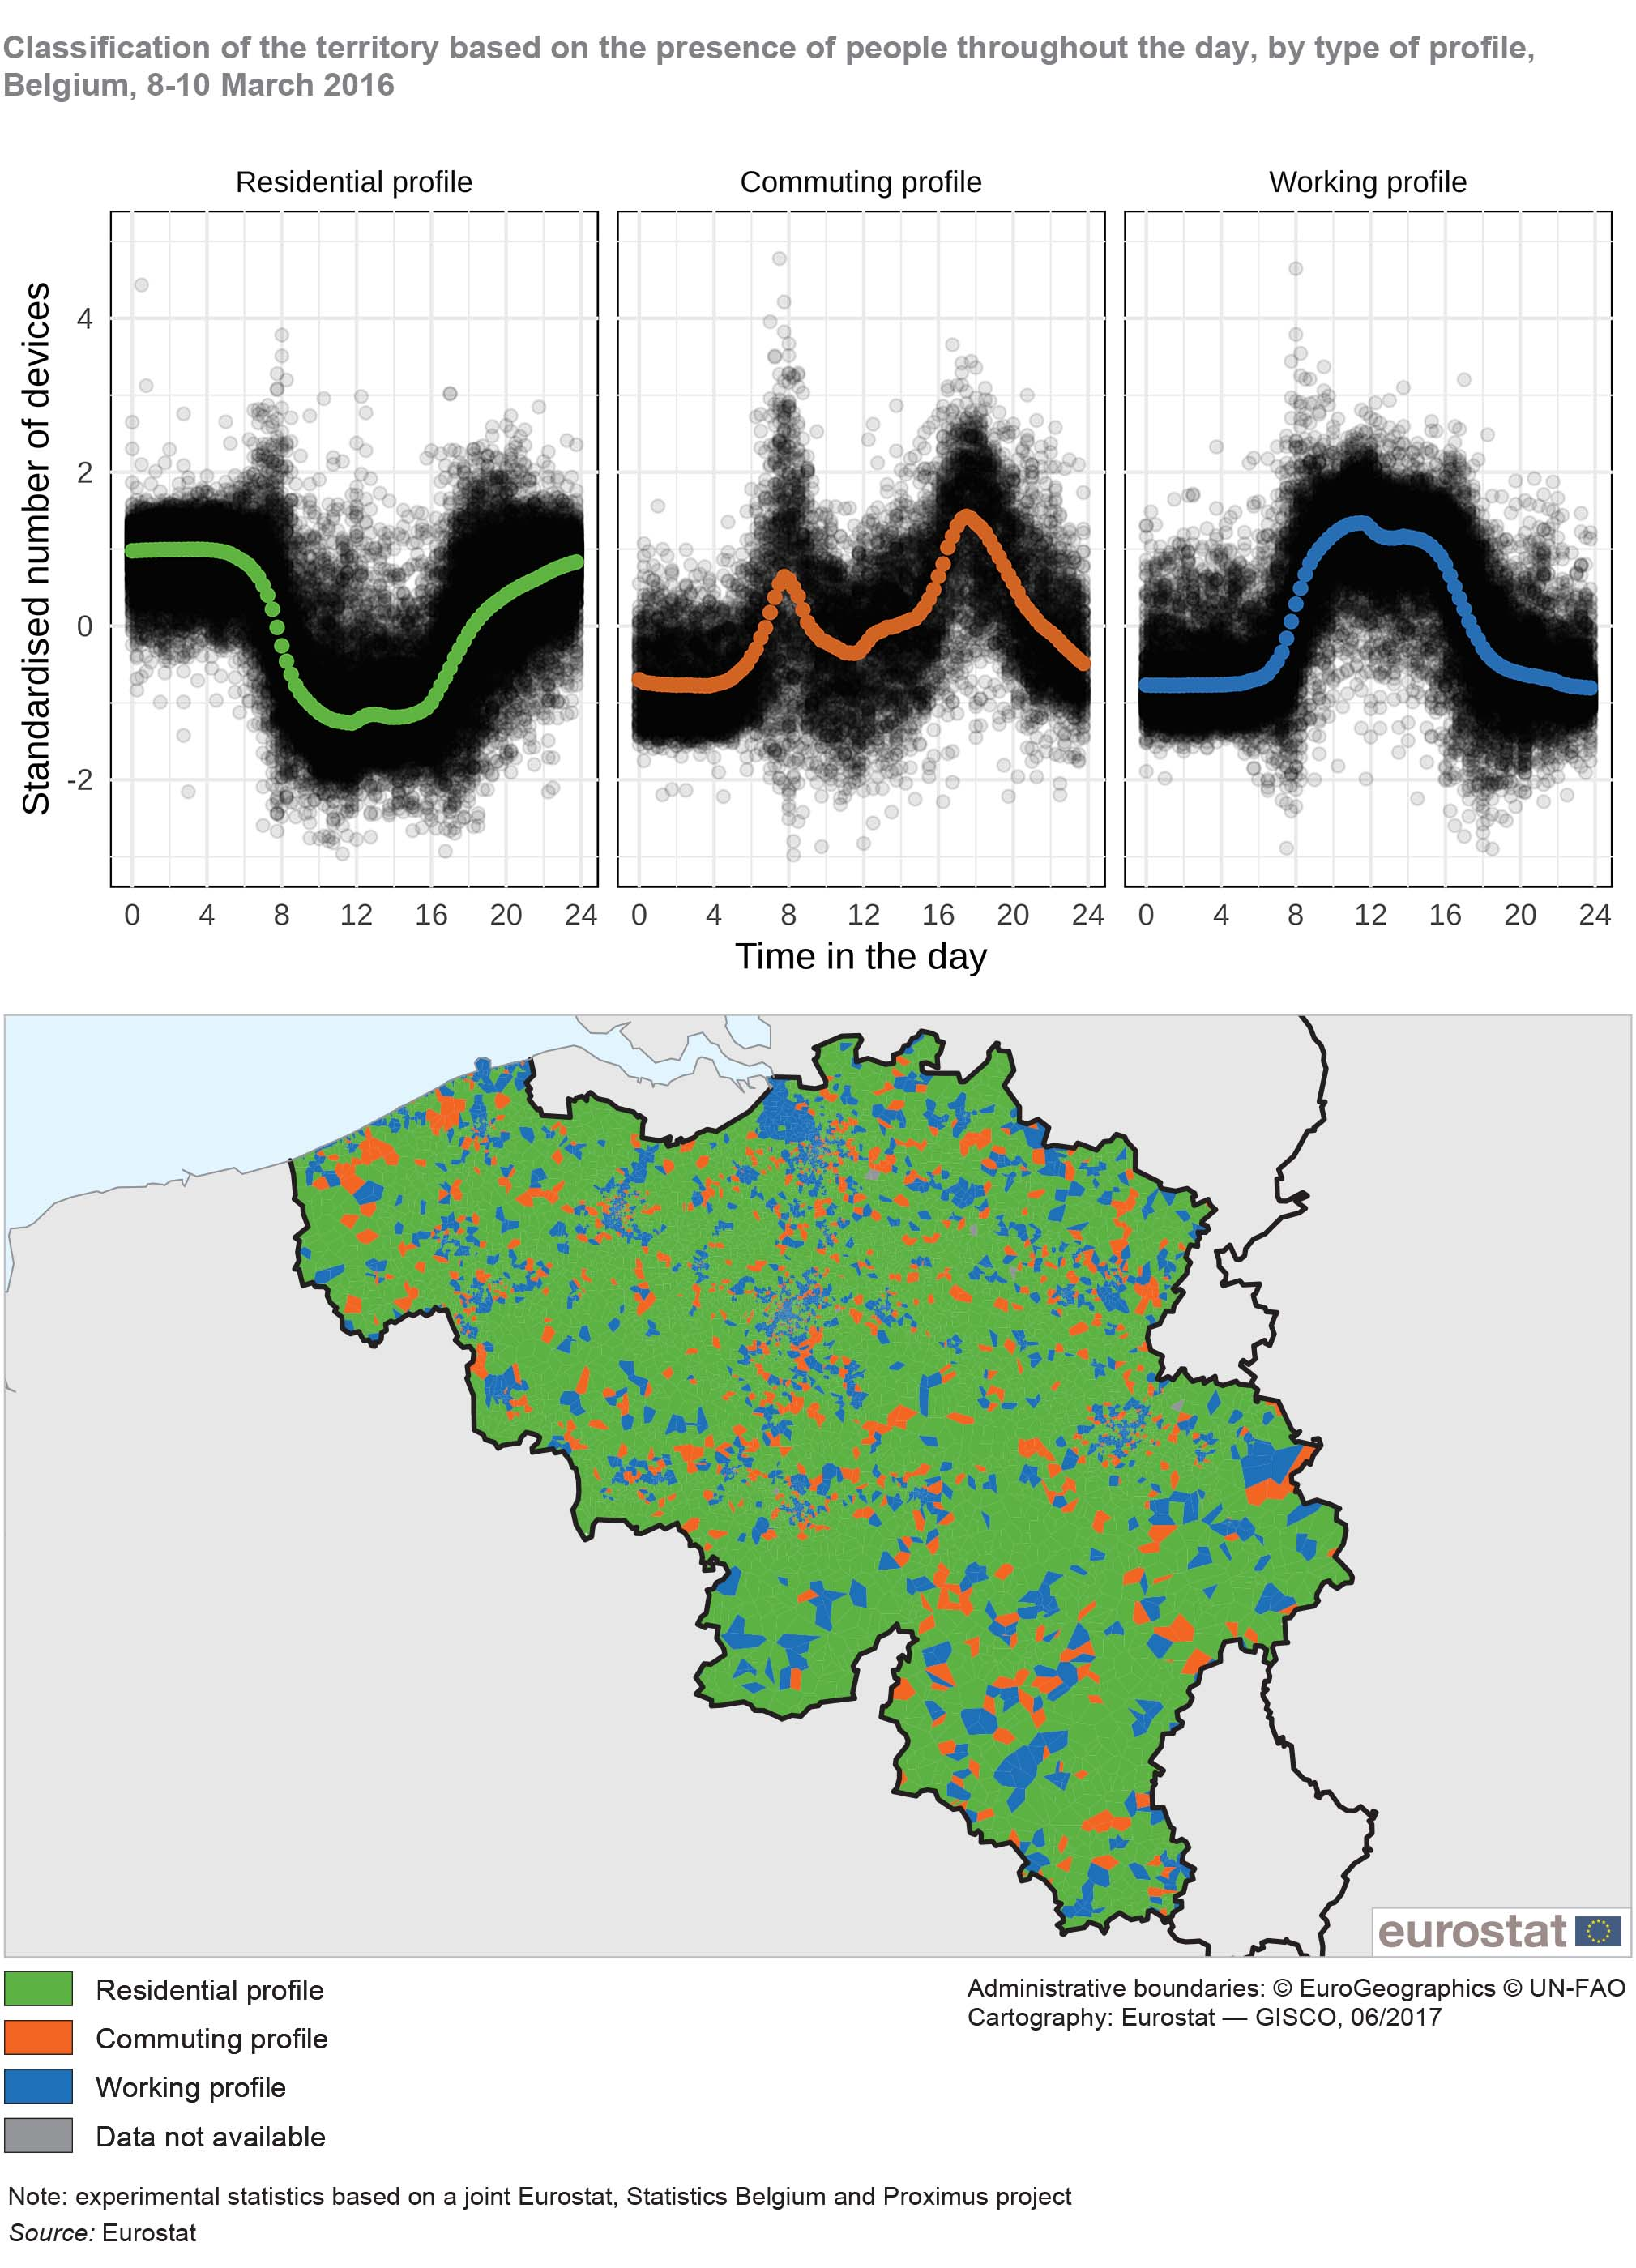 Classification of the territory based on the presence of people throughout the day, by type of profile,
Belgium, 8-10 March 2016
Residential profile
Commuting profile
Working profile
Standardised number of devices
4
2
0
-2
0 4 8 12 16 20 24
0 4 8 12 16 20 24
0 4 8 12 16 20 24
Time in the day
eurostat
Residential profile
Commuting profile
Working profile
Data not available
Administrative boundaries: © EuroGeographics © UN-FAO
Cartography: Eurostat — GISCO, 06/2017
Note: experimental statistics based on a joint Eurostat, Statistics Belgium and Proximus project
Source: Eurostat